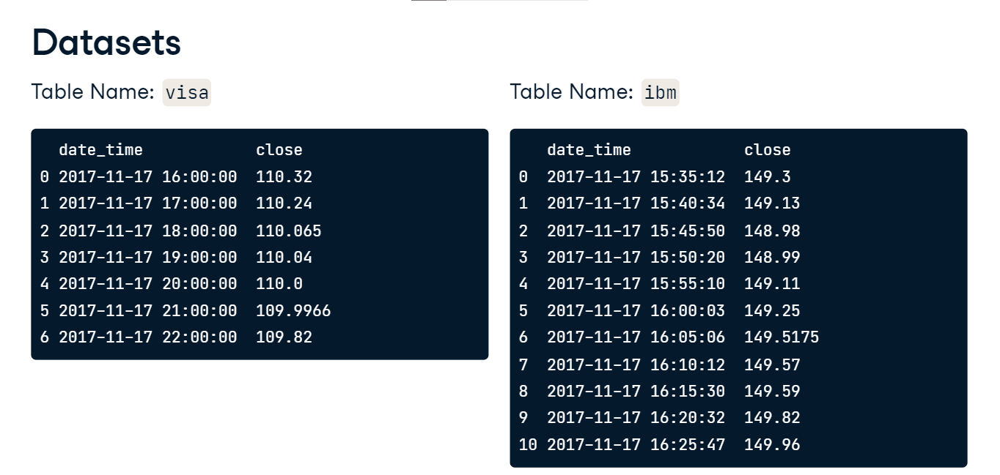 Datasets
Table Name: visa
date_time close
0 2017-11-17 16:00:00 110.32
1 2017-11-17 17:00:00 110.24
2 2017-11-17 18:00:00 110.065
3 2017-11-17 19:00:00 110.04
4 2017-11-17 20:00:00 110.0
5 2017-11-17 21:00:00 109.9966
6 2017-11-17 22:00:00 109.82
Table Name: ibm
date_time close
0 2017-11-17 15:35:12 149.3
1 2017-11-17 15:40:34 149.13
2 2017-11-17 15:45:50 148.98
3 2017-11-17 15:50:20 148.99
4 2017-11-17 15:55:10 149.11
5 2017-11-17 16:00:03 149.25
6 2017-11-17 16:05:06 149.5175
7 2017-11-17 16:10:12 149.57
8 2017-11-17 16:15:30 149.59
9 2017-11-17 16:20:32 149.82
10 2017-11-17 16:25:47 149.96